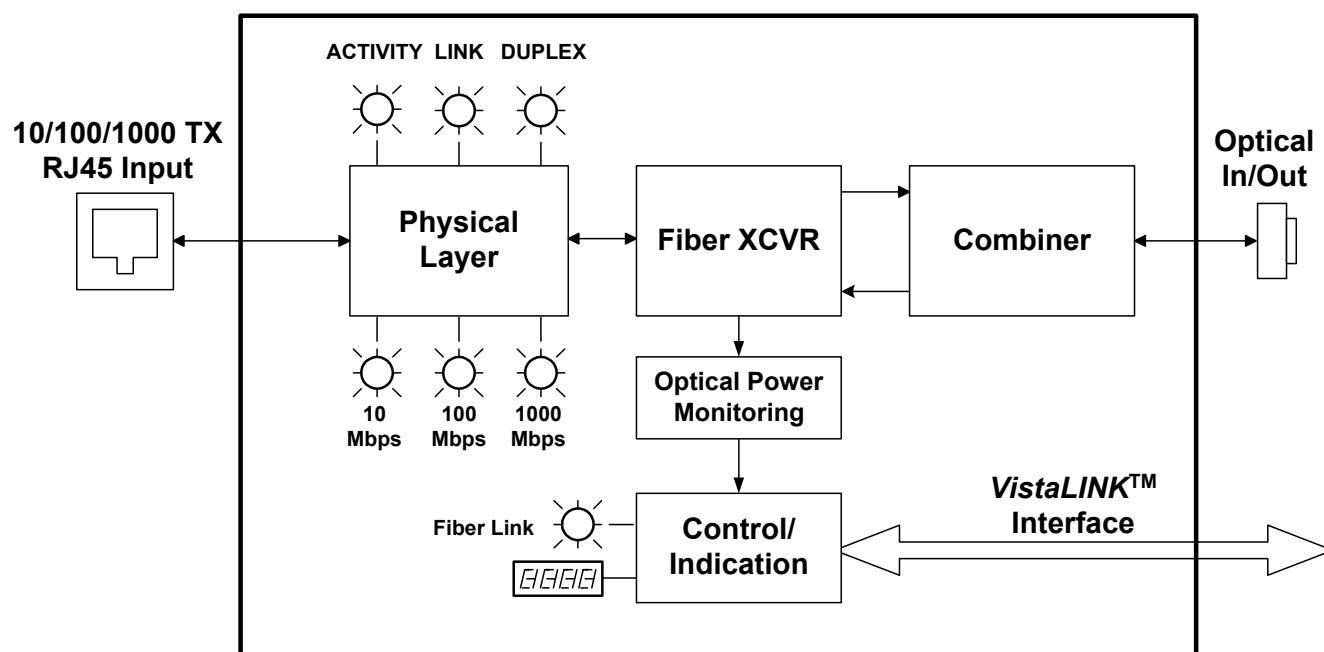 ACTIVITY LINK DUPLEX
10/100/1000 TX
RJ45 Input
Optical
In/Out
Physical
Layer
Fiber XCVR
Combiner
Optical Power
Monitoring
10
Mbps
100
Mbps
1000
Mbps
VistaLINK™
Interface
Fiber Link
Control/
Indication